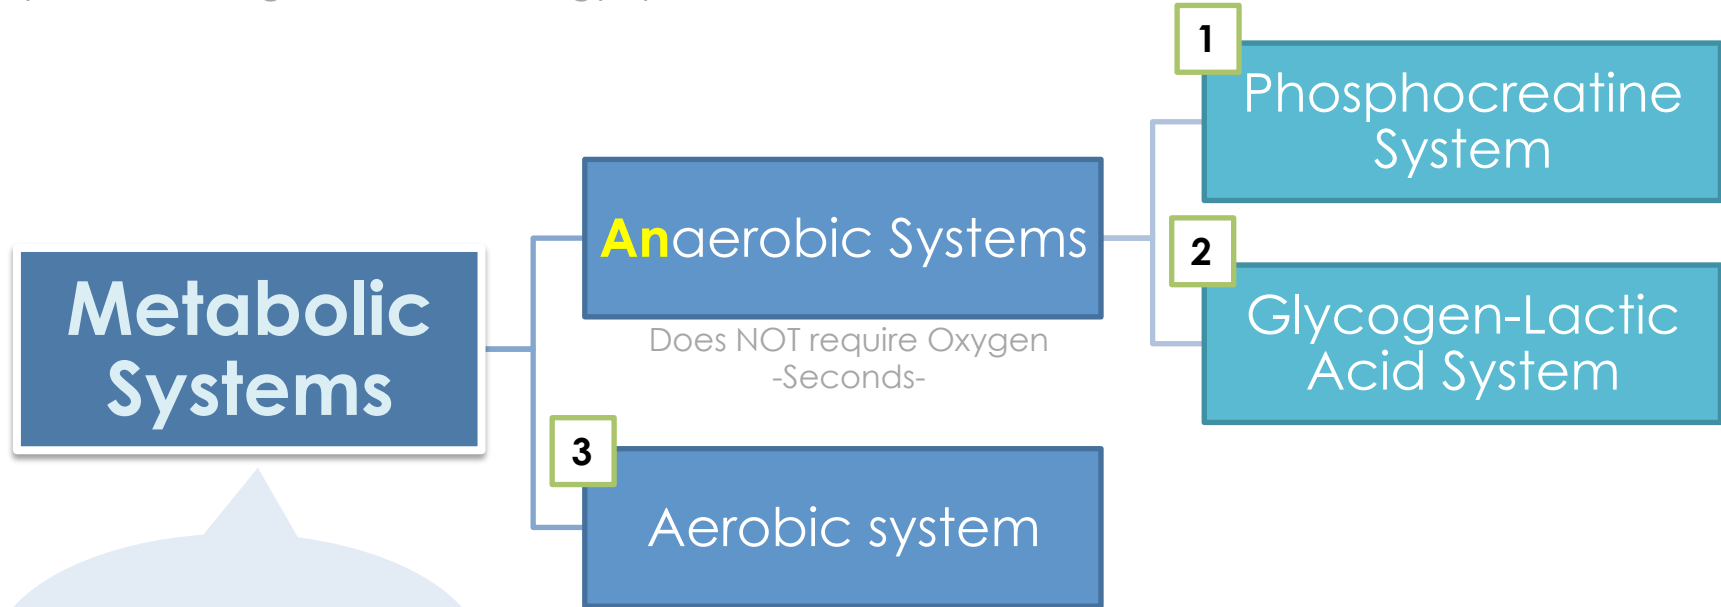 Metabolic
Systems
Anaerobic Systems
Does NOT require Oxygen
-Seconds-
1
Phosphocreatine
System
2
Glycogen-Lactic
Acid System
3
Aerobic system